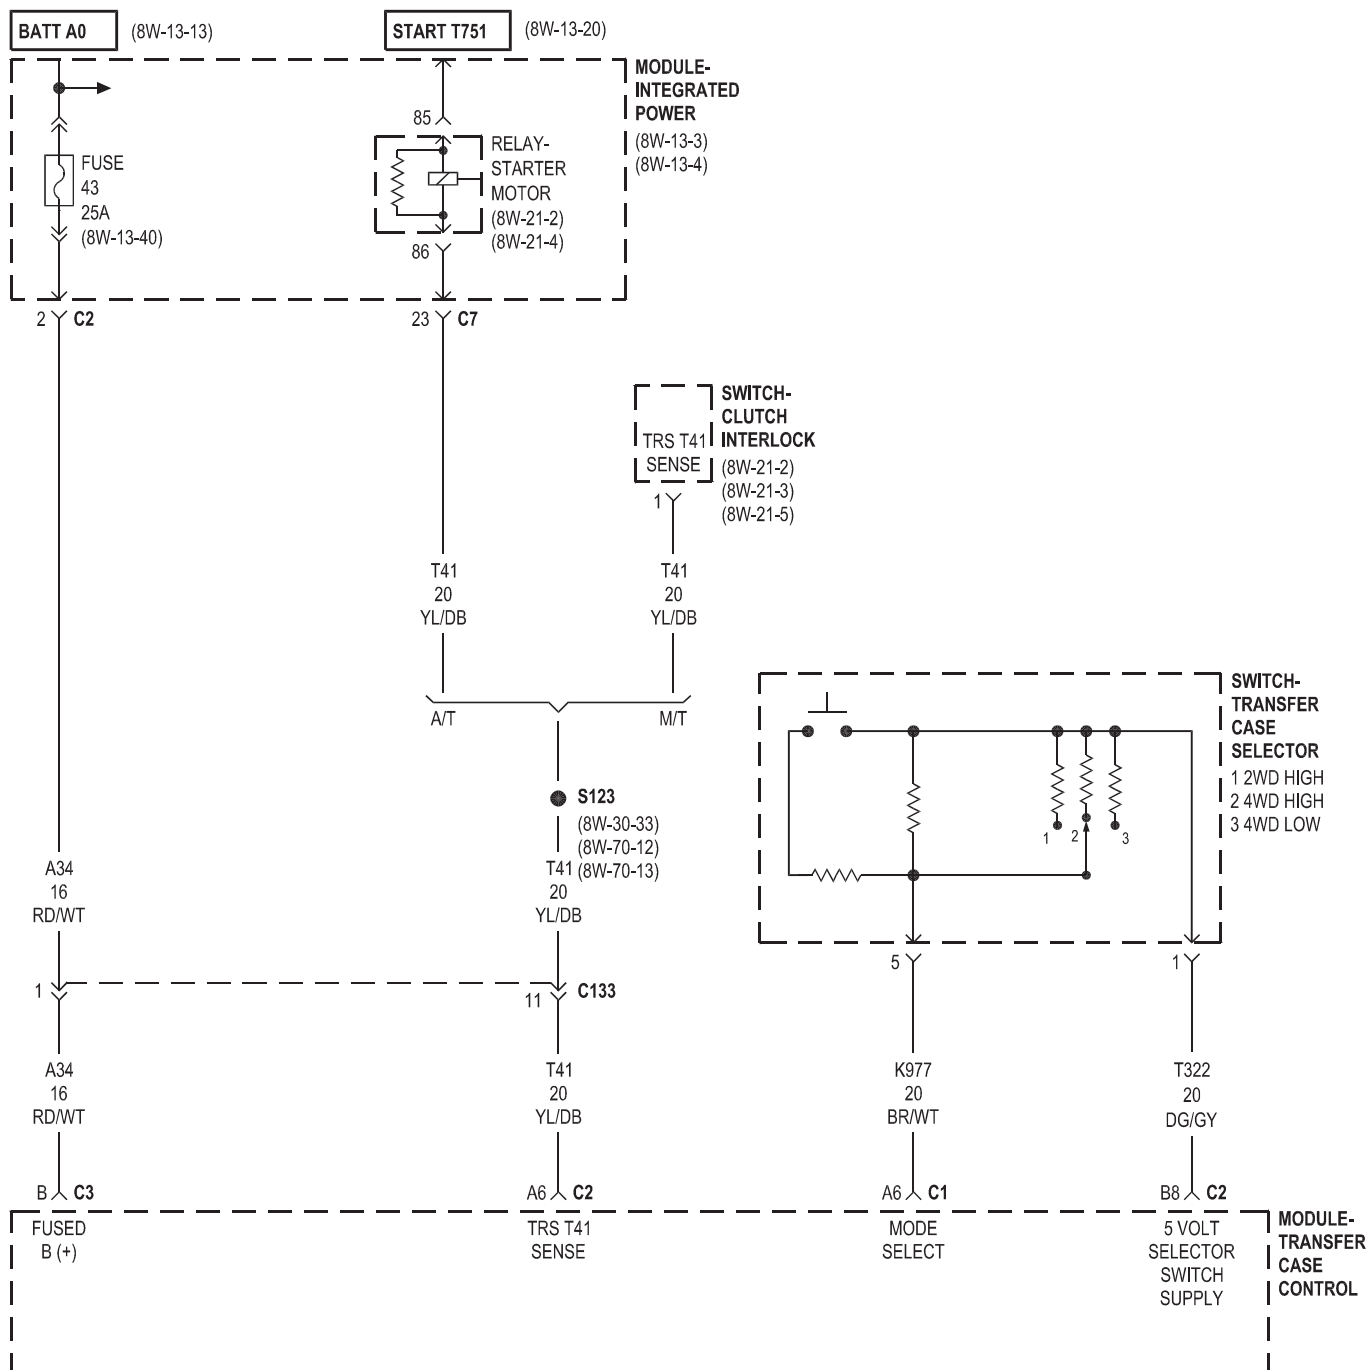 BATT A0 (8W-13-13)
START T751 (8W-13-20)
MODULE-
INTEGRATED
POWER
(8W-13-3)
(8W-13-4)
FUSE
43
25A
(8W-13-40)
85
RELAY-
STARTER
MOTOR
(8W-21-2)
(8W-21-4)
86
2 C2
23 C7
TRS T41
SENSE
SWITCH-
CLUTCH
INTERLOCK
(8W-21-2)
(8W-21-3)
(8W-21-5)
1
T41
20
YL/DB
T41
20
YL/DB
A/T
M/T
S123
(8W-30-33)
(8W-70-12)
(8W-70-13)
SWITCH-
TRANSFER
CASE
SELECTOR
1 2WD HIGH
2 4WD HIGH
3 4WD LOW
1
2
3
A34
16
RD/WT
T41
20
YL/DB
1
11 C133
5
1
A34
16
RD/WT
T41
20
YL/DB
K977
20
BR/WT
T322
20
DG/GY
B C3
A6 C2
A6 C1
B8 C2
FUSED
B (+)
TRS T41
SENSE
MODE
SELECT
5 VOLT
SELECTOR
SWITCH
SUPPLY
MODULE-
TRANSFER
CASE
CONTROL